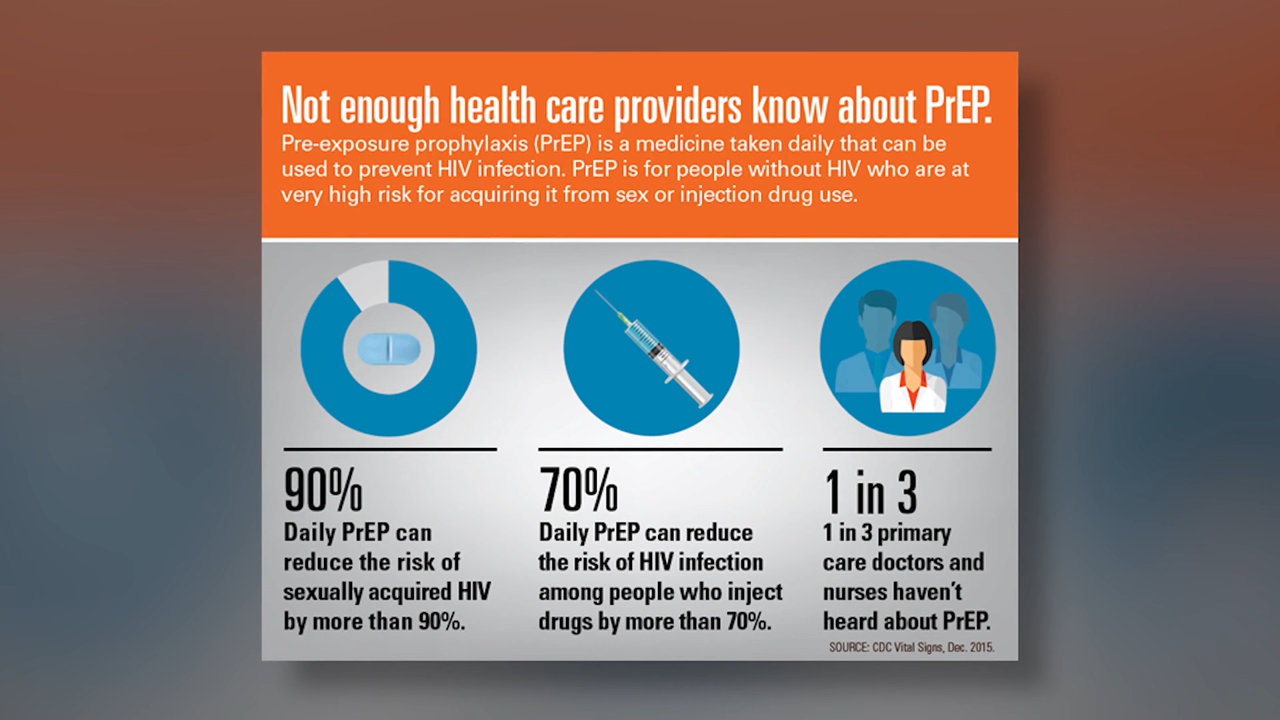 Not enough health care providers know about PrEP.
Pre-exposure prophylaxis (PrEP) is a medicine taken daily that can be
used to prevent HIV infection. PrEP is for people without HIV who are at
very high risk for acquiring it from sex or injection drug use.
90%
Daily PrEP can
reduce the risk of
sexually acquired HIV
by more than 90%.
70%
Daily PrEP can reduce
the risk of HIV infection
among people who inject
drugs by more than 70%.
1 in 3
1 in 3 primary
care doctors and
nurses haven't
heard about PrEP.
SOURCE: CDC Vital Signs, Dec. 2015.